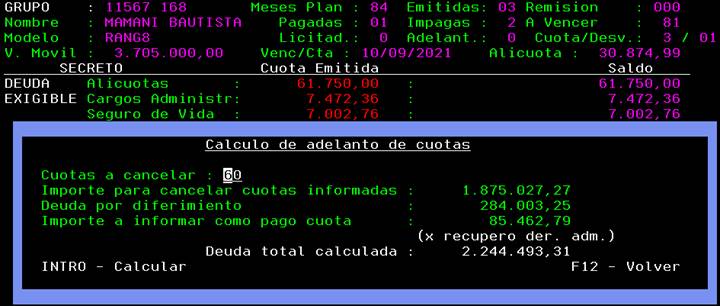 GRUPO : 11567 168 Meses Plan : 84 Emitidas: 03 Remision : 000
Nombre : MAMANI BAUTISTA Pagadas : 01 Impagas : 2 A Vencer : 81
Modelo : RANG8 Licitad.: 0 Adelant.: 0 Cuota/Desv.: 3 / 01
V. Movil : 3.705.000,00 Venc/Cta : 10/09/2021 Alicuota : 30.874,99
SECRETO Cuota Emitida Saldo
DEUDA Alicuotas : 61.750,00 : 61.750,00
EXIGIBLE Cargos Administr: 7.472,36 : 7.472,36
Seguro de Vida : 7.002,76 : 7.002,76
Calculo de adelanto de cuotas
Cuotas a cancelar : 60
Importe para cancelar cuotas informadas : 1.875.027,27
Deuda por diferimiento : 284.003,25
Importe a informar como pago cuota : 85.462,79
(x recupero der. adm.)
Deuda total calculada : 2.244.493,31
INTRO - Calcular F12 - Volver